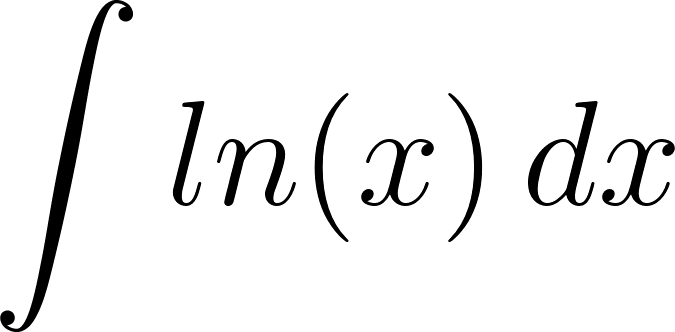 ∫ ln(x) dx